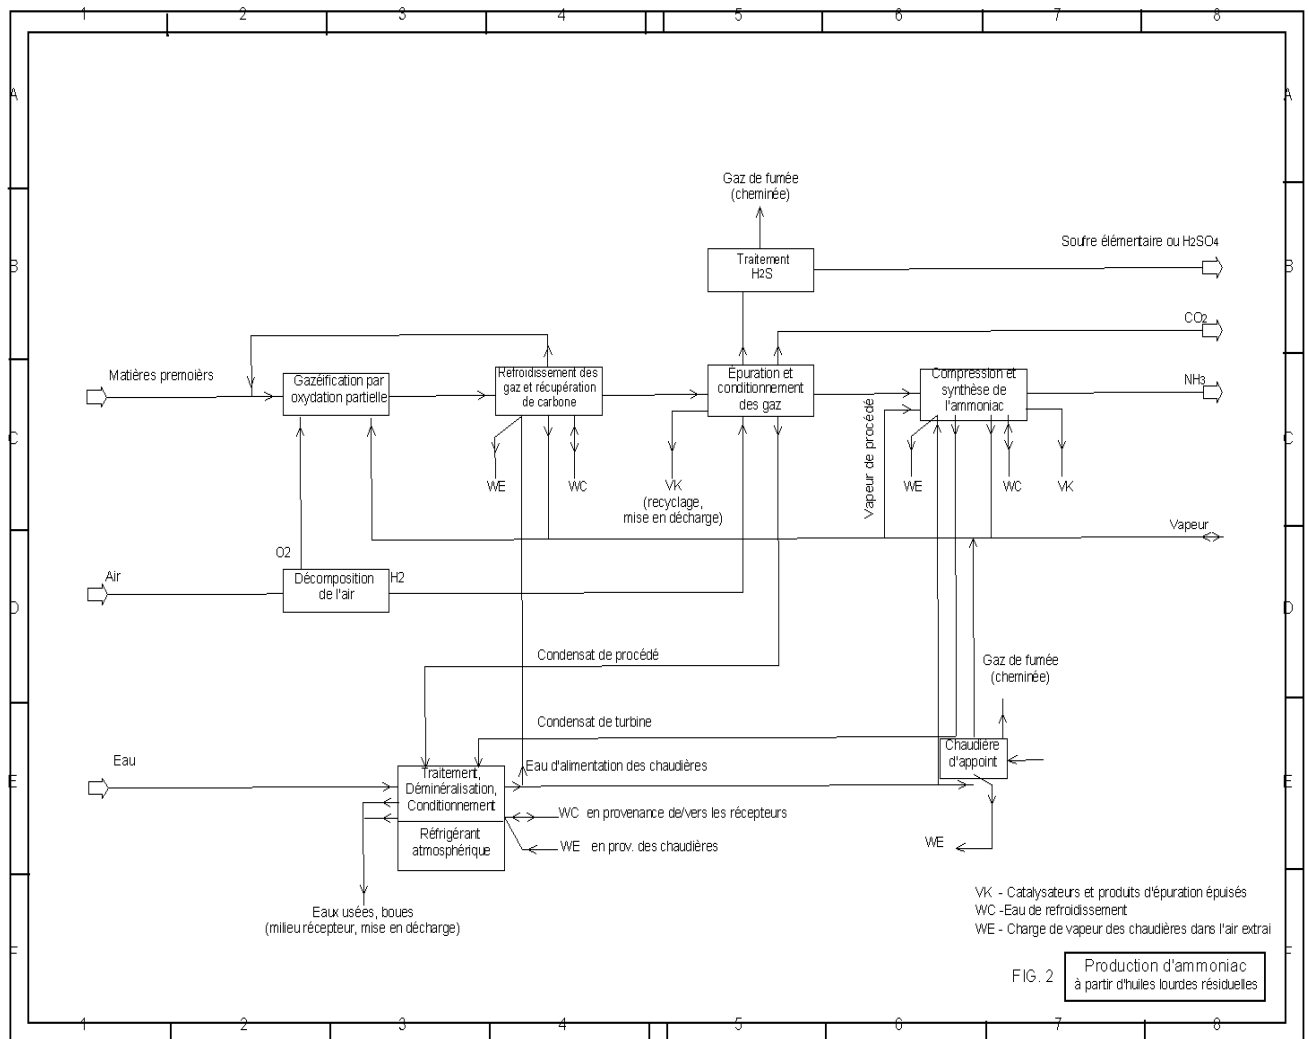 1 2 3 4 5 6 7 8
A A
Gaz de fumée
(cheminée)
Soufre élémentaire ou H2SO4
B B
Traitement
H2S
CO2
Matières premoièrs
Gazéification par
oxydation partielle
Refroidissement des
gaz et récupération
de carbone
Épuration et
conditionnement
des gaz
Compression et
synthèse de
l'ammoniac
NH3
C C
WE
WC
VK
(recyclage,
mise en décharge)
Vapeur de procédé
WE
WC
VK
Vapeur
O2
Air
Décomposition
de l'air
H2
D D
Condensat de procédé
Gaz de fumée
(cheminée)
Condensat de turbine
Eau
Chaudière
d'appoint
Eau d'alimentation des chaudières
E E
Traitement,
Déminéralisation,
Conditionnement
WC en provenance de/vers les récepteurs
Réfrigérant
atmosphérique
WE en prov. des chaudières
WE
Eaux usées, boues
(milieu récepteur, mise en décharge)
VK - Catalysateurs et produits d'épuration épuisés
WC -Eau de refroidissement
WE - Charge de vapeur des chaudières dans l'air extrai
F F
FIG. 2
Production d'ammoniac
à partir d'huiles lourdes résiduelles
1 2 3 4 5 6 7 8